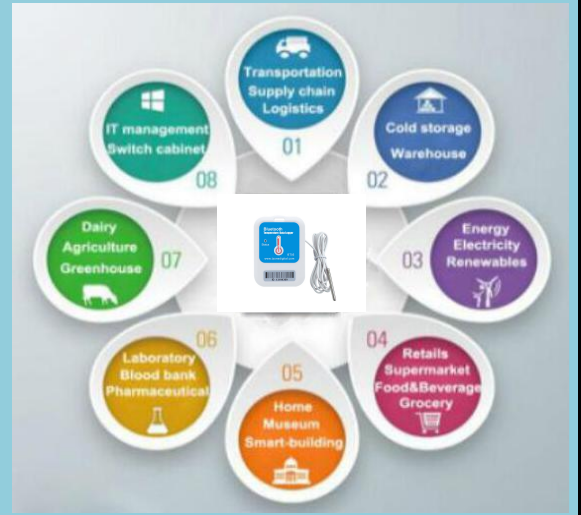 Transportation
Supply chain
Logistics
01
Cold storage
Warehouse
02
Energy
Electricity
Renewables
03
04
Retails
Supermarket
Food&Beverage
Grocery
05
Home
Museum
Smart-building
06
Laboratory
Blood bank
Pharmaceutical
Dairy
Agriculture
Greenhouse
07
IT management
Switch cabinet
08
Bluetooth